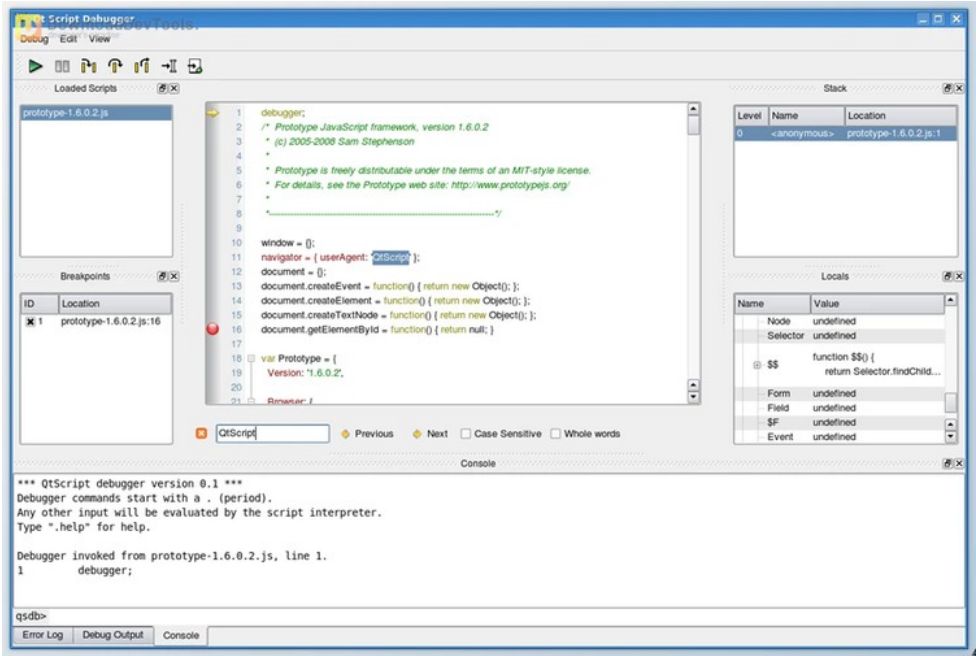 Qt Script Debugger
DownloadDevTools.
Debug Edit View
Loaded Scripts
prototype-1.6.0.2.js
Breakpoints
ID Location
1 prototype-1.6.0.2.js:16
1 debugger;
2 /* Prototype JavaScript framework, version 1.6.0.2
3 * (c) 2005-2008 Sam Stephenson
4 *
5 * Prototype is freely distributable under the terms of an MIT-style license.
6 * For details, see the Prototype web site: http://www.prototypejs.org/
7 *
8 *--------------------------------------------------------------------------*/
9
10 window = {};
11 navigator = { userAgent: 'QtScript' };
12 document = {};
13 document.createEvent = function() { return new Object(); };
14 document.createElement = function() { return new Object(); };
15 document.createTextNode = function() { return new Object(); };
16 document.getElementById = function() { return null; }
17
18 var Prototype = {
19 Version: '1.6.0.2',
20
21 Browser: {
QtScript
Previous Next Case Sensitive Whole words
Stack
Level Name Location
0 <anonymous> prototype-1.6.0.2.js:1
Locals
Name Value
Node undefined
Selector undefined
$$ function $$() {
return Selector.findChild...
Form undefined
Field undefined
$F undefined
Event undefined
Console
*** QtScript debugger version 0.1 ***
Debugger commands start with a . (period).
Any other input will be evaluated by the script interpreter.
Type ".help" for help.
Debugger invoked from prototype-1.6.0.2.js, line 1.
1 debugger;
qsdb>
Error Log Debug Output Console